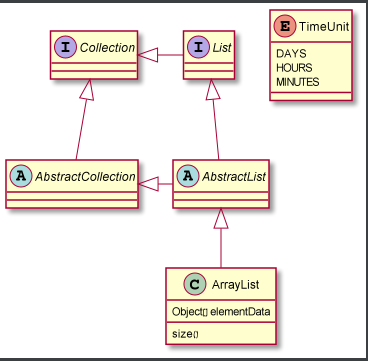 I Collection
I List
E TimeUnit
DAYS
HOURS
MINUTES
A AbstractCollection
A AbstractList
C ArrayList
Object[] elementData
size()